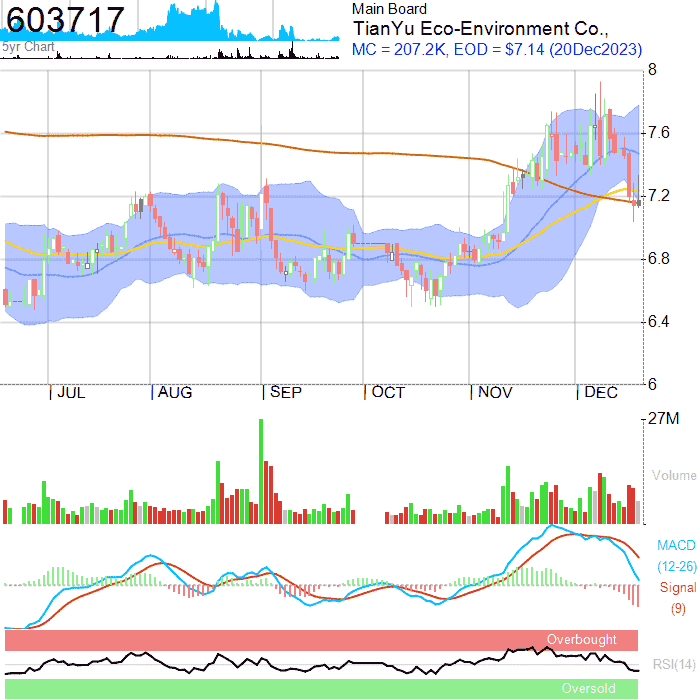 603717
5yr Chart
Main Board
TianYu Eco-Environment Co.,
MC = 207.2K, EOD = $7.14 (20Dec2023)
8
7.6
7.2
6.8
6.4
6
JUL AUG SEP OCT NOV DEC
27M
Volume
MACD
(12-26)
Signal
(9)
Overbought
RSI(14)
Oversold